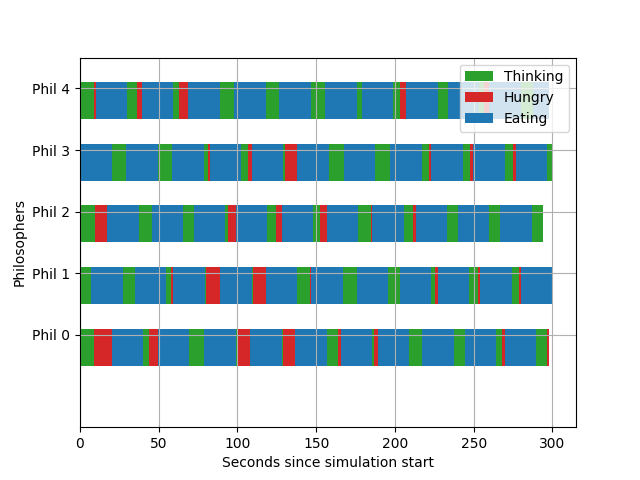 Thinking
Hungry
Eating
Phil 4
Phil 3
Phil 2
Phil 1
Phil 0
Philosophers
0 50 100 150 200 250 300
Seconds since simulation start